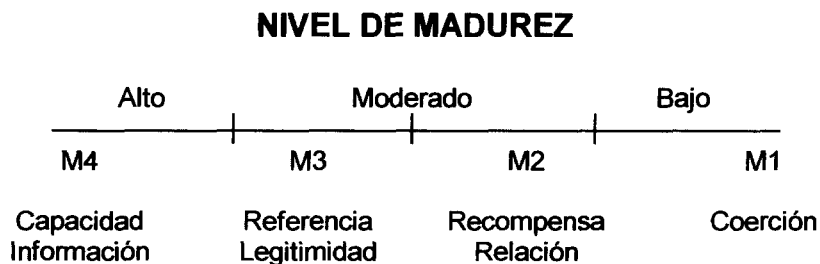 NIVEL DE MADUREZ
Alto Moderado Bajo
M4 M3 M2 M1
Capacidad Referencia Recompensa Coerción
Información Legitimidad Relación